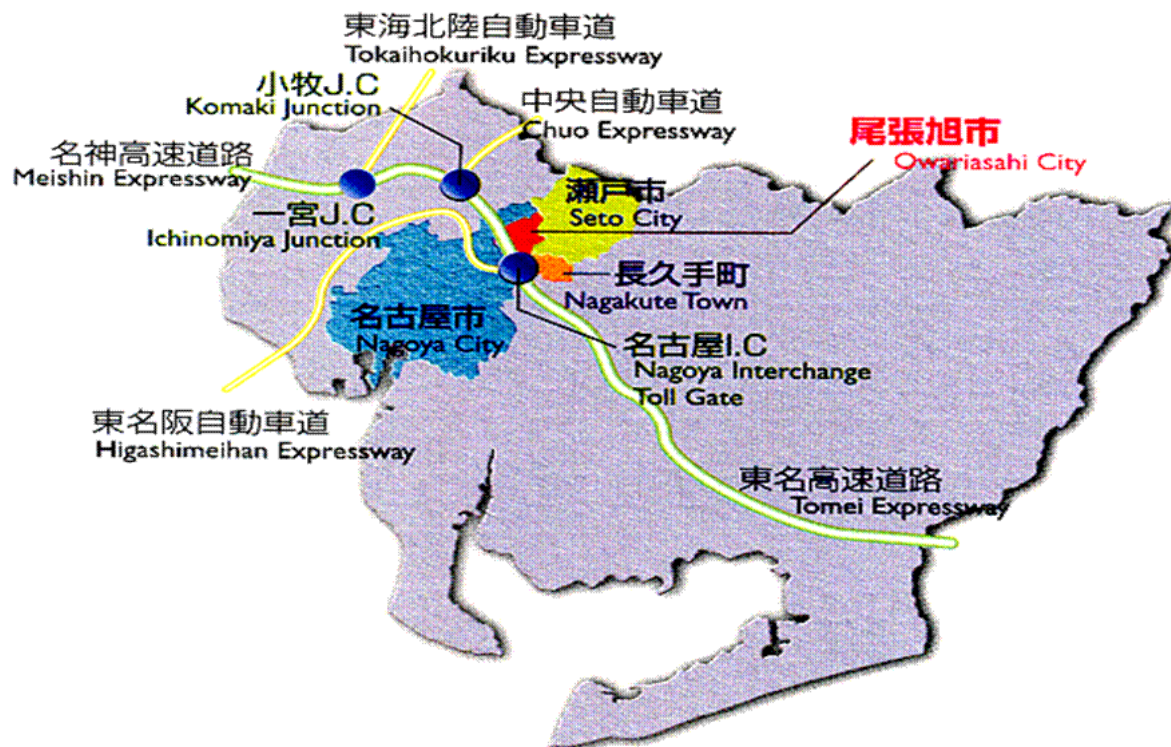 東海北陸自動車道
Tokaihokuriku Expressway
小牧J.C
Komaki Junction
中央自動車道
Chuo Expressway
尾張旭市
Owariasahi City
名神高速道路
Meishin Expressway
瀬戸市
Seto City
一宮J.C
Ichinomiya Junction
長久手町
Nagakute Town
名古屋市
Nagoya City
名古屋I.C
Nagoya Interchange
Toll Gate
東名阪自動車道
Higashimeihan Expressway
東名高速道路
Tomei Expressway